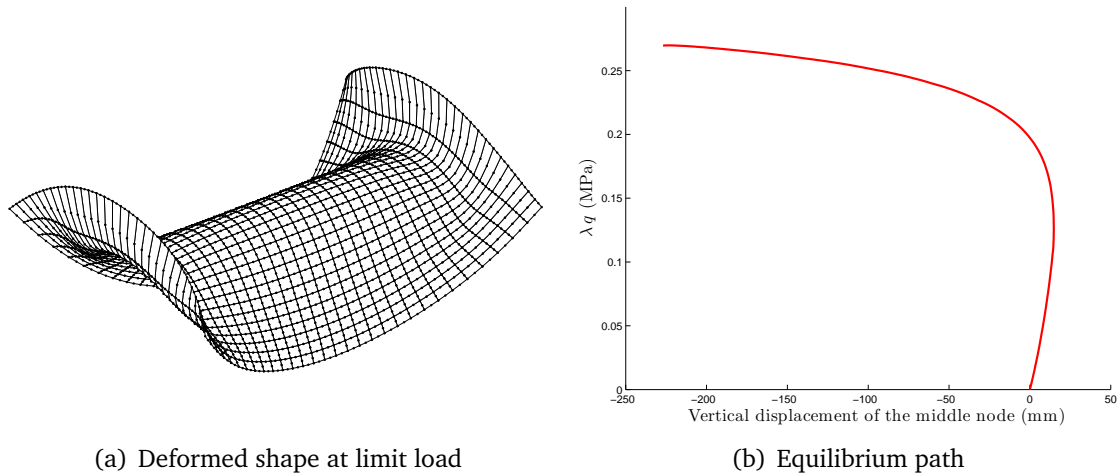 0.25
0.2
0.15
0.1
0.05
0
λ q (MPa)
−250 −200 −150 −100 −50 0 50
Vertical displacement of the middle node (mm)
(a) Deformed shape at limit load
(b) Equilibrium path